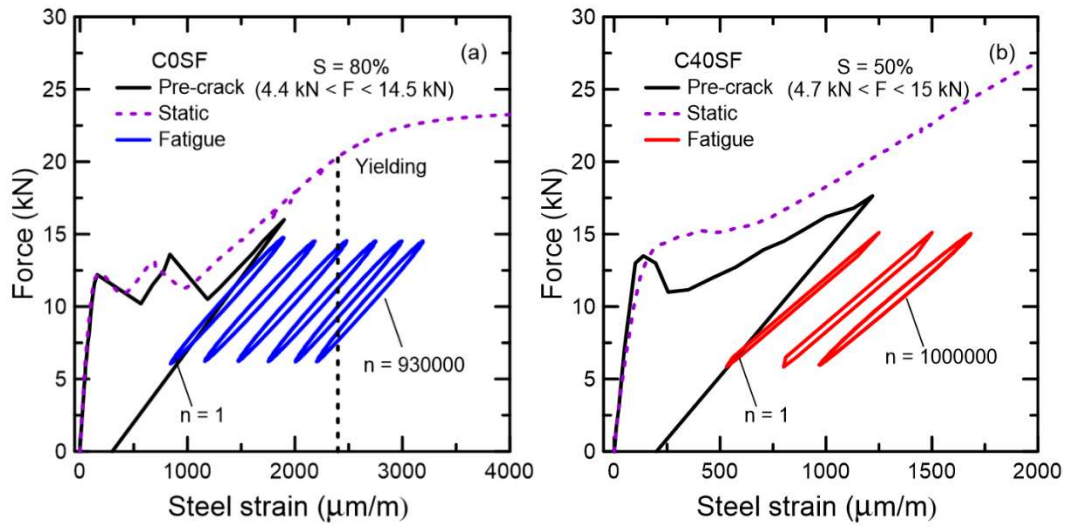 30
25
20
15
10
5
0
Force (kN)
C0SF
(a)
S = 80%
Pre-crack (4.4 kN < F < 14.5 kN)
Static
Fatigue
Yielding
n = 930000
n = 1
0 1000 2000 3000 4000
Steel strain (μm/m)
30
25
20
15
10
5
0
Force (kN)
C40SF
(b)
S = 50%
Pre-crack (4.7 kN < F < 15 kN)
Static
Fatigue
n = 1000000
n = 1
0 500 1000 1500 2000
Steel strain (μm/m)